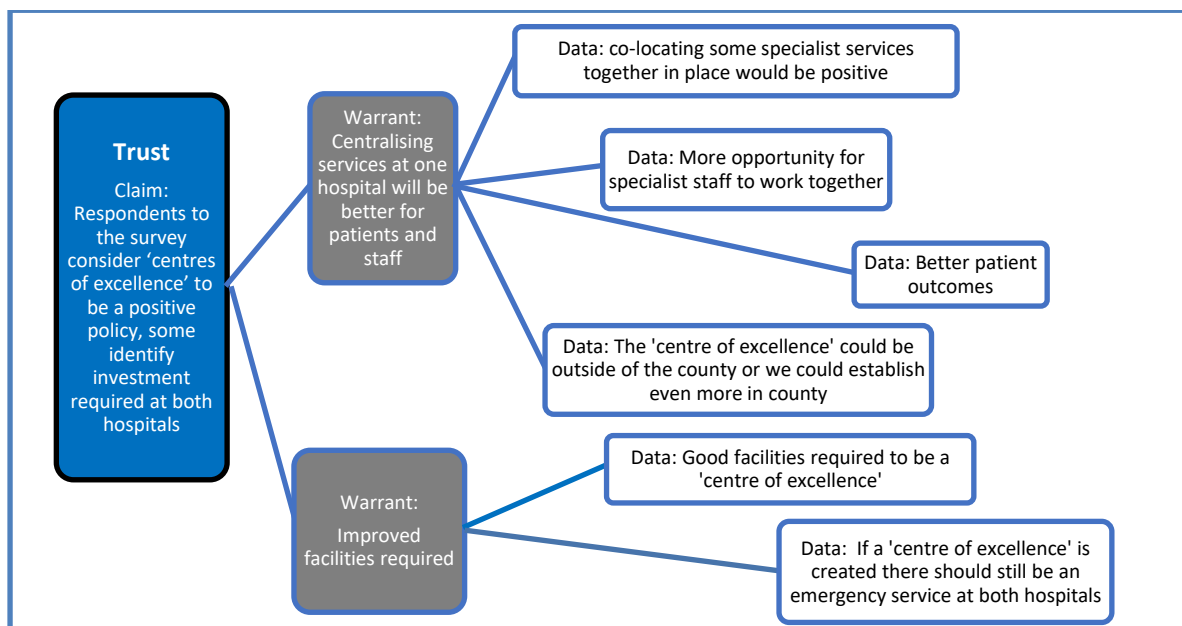 Trust
Claim:
Respondents to
the survey
consider ‘centres
of excellence’ to
be a positive
policy, some
identify
investment
required at both
hospitals
Warrant:
Centralising
services at one
hospital will be
better for
patients and
staff
Data: co-locating some specialist services
together in place would be positive
Data: More opportunity for
specialist staff to work together
Data: Better patient
outcomes
Data: The 'centre of excellence' could be
outside of the county or we could establish
even more in county
Warrant:
Improved
facilities required
Data: Good facilities required to be a
'centre of excellence'
Data:  If a 'centre of excellence' is
created there should still be an
emergency service at both hospitals